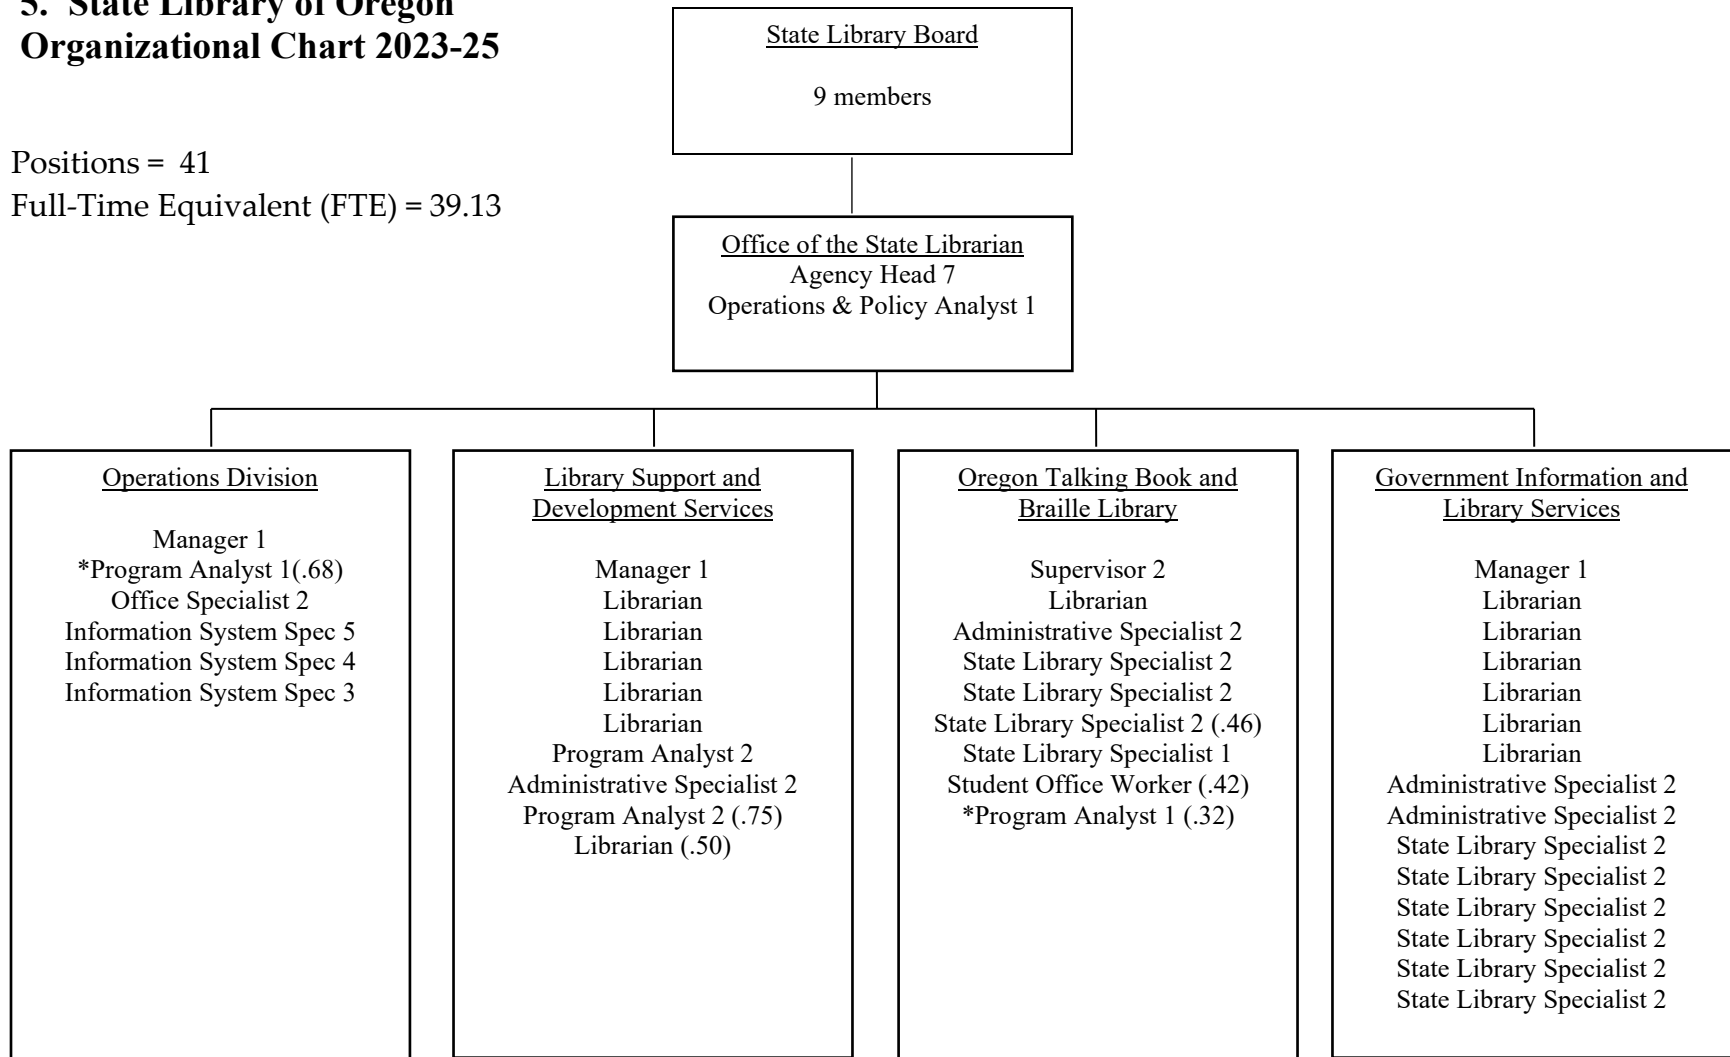 5. State Library of Oregon
Organizational Chart 2023-25
Positions = 41
Full-Time Equivalent (FTE) = 39.13
State Library Board
9 members
Office of the State Librarian
Agency Head 7
Operations & Policy Analyst 1
Operations Division
Manager 1
*Program Analyst 1(.68)
Office Specialist 2
Information System Spec 5
Information System Spec 4
Information System Spec 3
Library Support and
Development Services
Manager 1
Librarian
Librarian
Librarian
Librarian
Librarian
Program Analyst 2
Administrative Specialist 2
Program Analyst 2 (.75)
Librarian (.50)
Oregon Talking Book and
Braille Library
Supervisor 2
Librarian
Administrative Specialist 2
State Library Specialist 2
State Library Specialist 2
State Library Specialist 2 (.46)
State Library Specialist 1
Student Office Worker (.42)
*Program Analyst 1 (.32)
Government Information and
Library Services
Manager 1
Librarian
Librarian
Librarian
Librarian
Librarian
Librarian
Administrative Specialist 2
Administrative Specialist 2
State Library Specialist 2
State Library Specialist 2
State Library Specialist 2
State Library Specialist 2
State Library Specialist 2
State Library Specialist 2